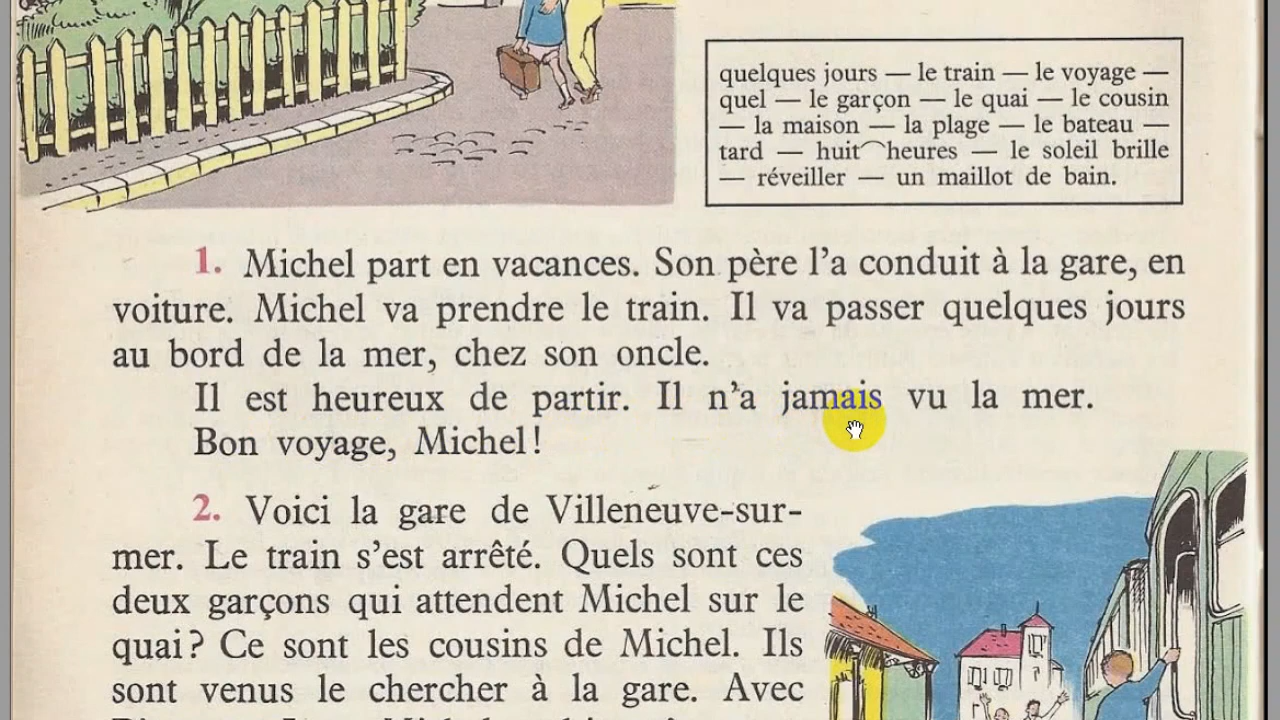 quelques jours — le train — le voyage —
quel — le garçon — le quai — le cousin
— la maison — la plage — le bateau —
tard — huit⁀heures — le soleil brille
— réveiller — un maillot de bain.
1. Michel part en vacances. Son père l'a conduit à la gare, en
voiture. Michel va prendre le train. Il va passer quelques jours
au bord de la mer, chez son oncle.
Il est heureux de partir. Il n'a jamais vu la mer.
Bon voyage, Michel !
2. Voici la gare de Villeneuve-sur-
mer. Le train s'est arrêté. Quels sont ces
deux garçons qui attendent Michel sur le
quai ? Ce sont les cousins de Michel. Ils
sont venus le chercher à la gare. Avec